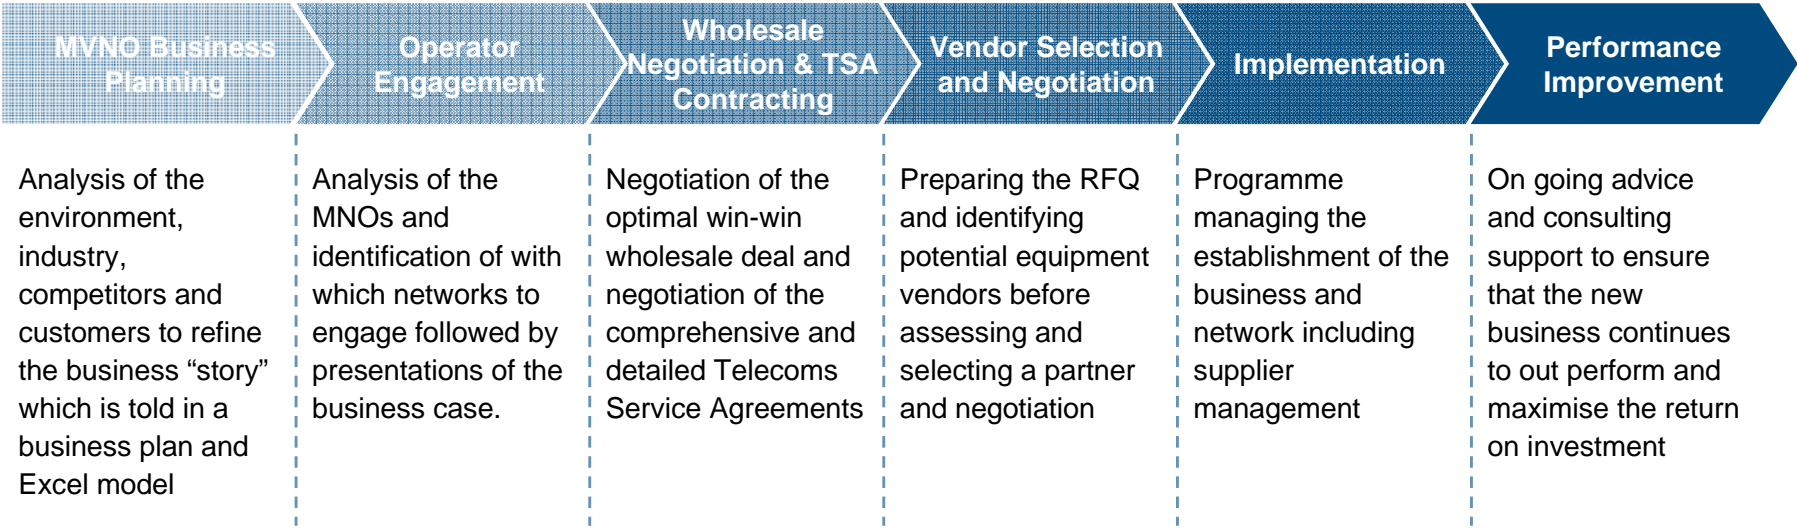 MVNO Business
Planning
Operator
Engagement
Wholesale
Negotiation & TSA
Contracting
Vendor Selection
and Negotiation
Implementation
Performance
Improvement
Analysis of the
environment,
industry,
competitors and
customers to refine
the business “story”
which is told in a
business plan and
Excel model
Analysis of the
MNOs and
identification of with
which networks to
engage followed by
presentations of the
business case.
Negotiation of the
optimal win-win
wholesale deal and
negotiation of the
comprehensive and
detailed Telecoms
Service Agreements
Preparing the RFQ
and identifying
potential equipment
vendors before
assessing and
selecting a partner
and negotiation
Programme
managing the
establishment of the
business and
network including
supplier
management
On going advice
and consulting
support to ensure
that the new
business continues
to out perform and
maximise the return
on investment